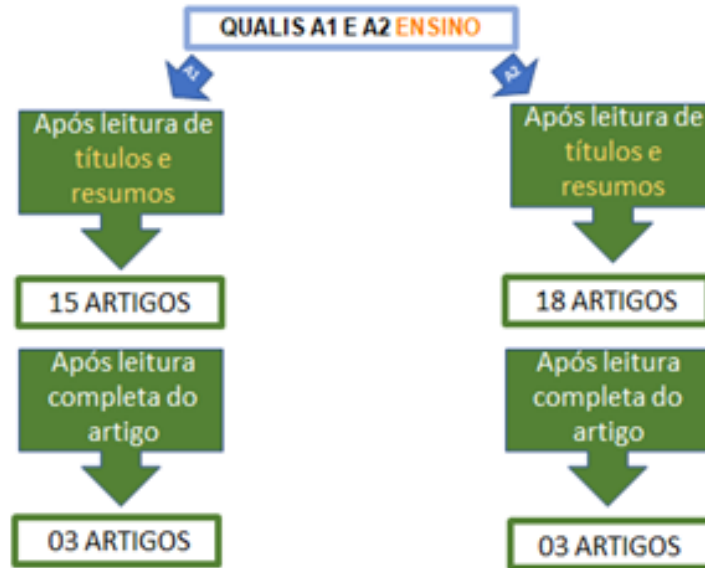 QUALIS A1 E A2 ENSINO
A1
Após leitura de
títulos e
resumos
15 ARTIGOS
Após leitura
completa do
artigo
03 ARTIGOS
A2
Após leitura de
títulos e
resumos
18 ARTIGOS
Após leitura
completa do
artigo
03 ARTIGOS